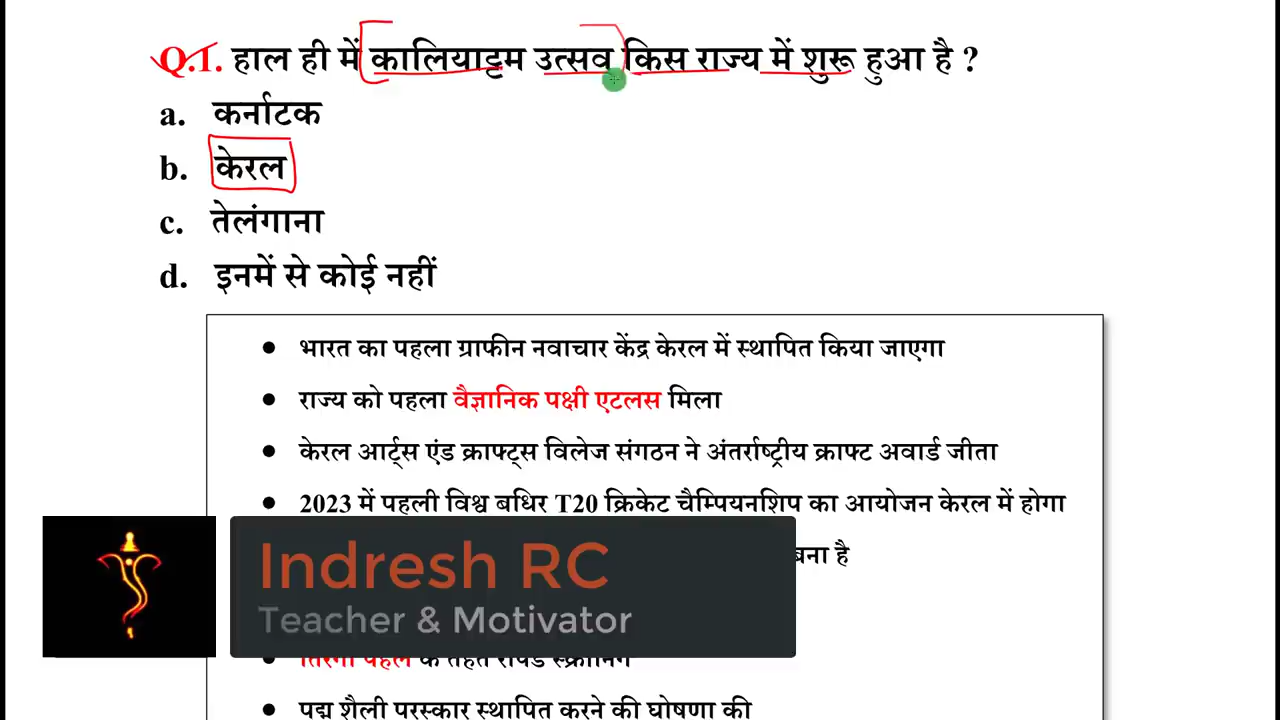 Q.1. हाल ही में कालियाट्टम उत्सव किस राज्य में शुरू हुआ है ?
a. कर्नाटक
b. केरल
c. तेलंगाना
d. इनमें से कोई नहीं
• भारत का पहला ग्राफीन नवाचार केंद्र केरल में स्थापित किया जाएगा
• राज्य को पहला वैज्ञानिक पक्षी एटलस मिला
• केरल आर्ट्स एंड क्राफ्ट्स विलेज संगठन ने अंतर्राष्ट्रीय क्राफ्ट अवार्ड जीता
• 2023 में पहली विश्व बधिर T20 क्रिकेट चैम्पियनशिप का आयोजन केरल में होगा
बना है
Indresh RC
Teacher & Motivator
के तहत
• पद्म शैली पुरस्कार स्थापित करने की घोषणा की